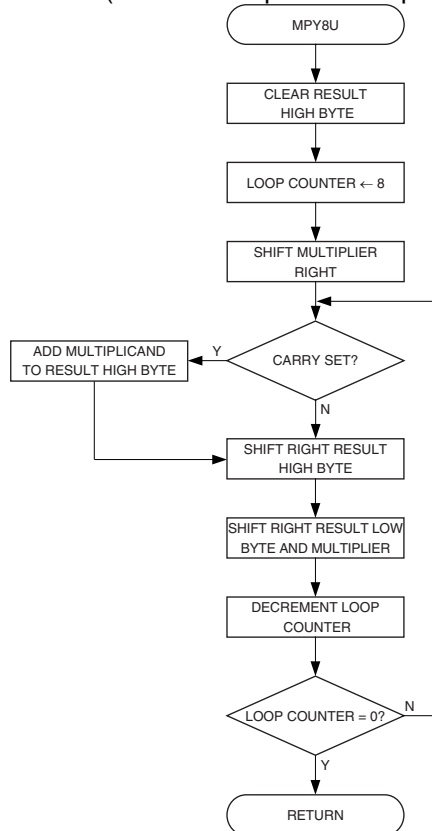 MPY8U
CLEAR RESULT
HIGH BYTE
LOOP COUNTER ← 8
SHIFT MULTIPLIER
RIGHT
CARRY SET?
Y
N
ADD MULTIPLICAND
TO RESULT HIGH BYTE
SHIFT RIGHT RESULT
HIGH BYTE
SHIFT RIGHT RESULT LOW
BYTE AND MULTIPLIER
DECREMENT LOOP
COUNTER
LOOP COUNTER = 0?
N
Y
RETURN